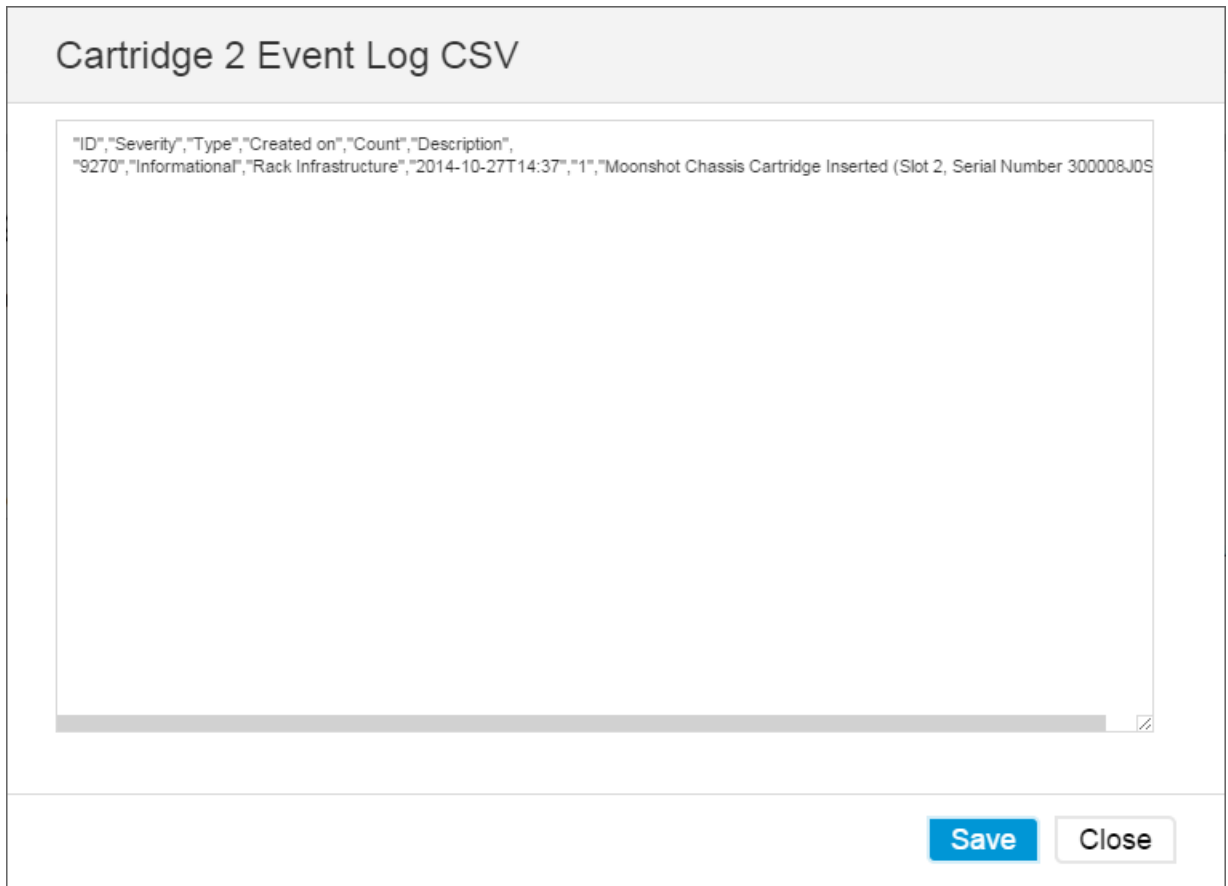 Cartridge 2 Event Log CSV
"ID","Severity","Type","Created on","Count","Description",
"9270","Informational","Rack Infrastructure","2014-10-27T14:37","1","Moonshot Chassis Cartridge Inserted (Slot 2, Serial Number 300008J0S
Save Close